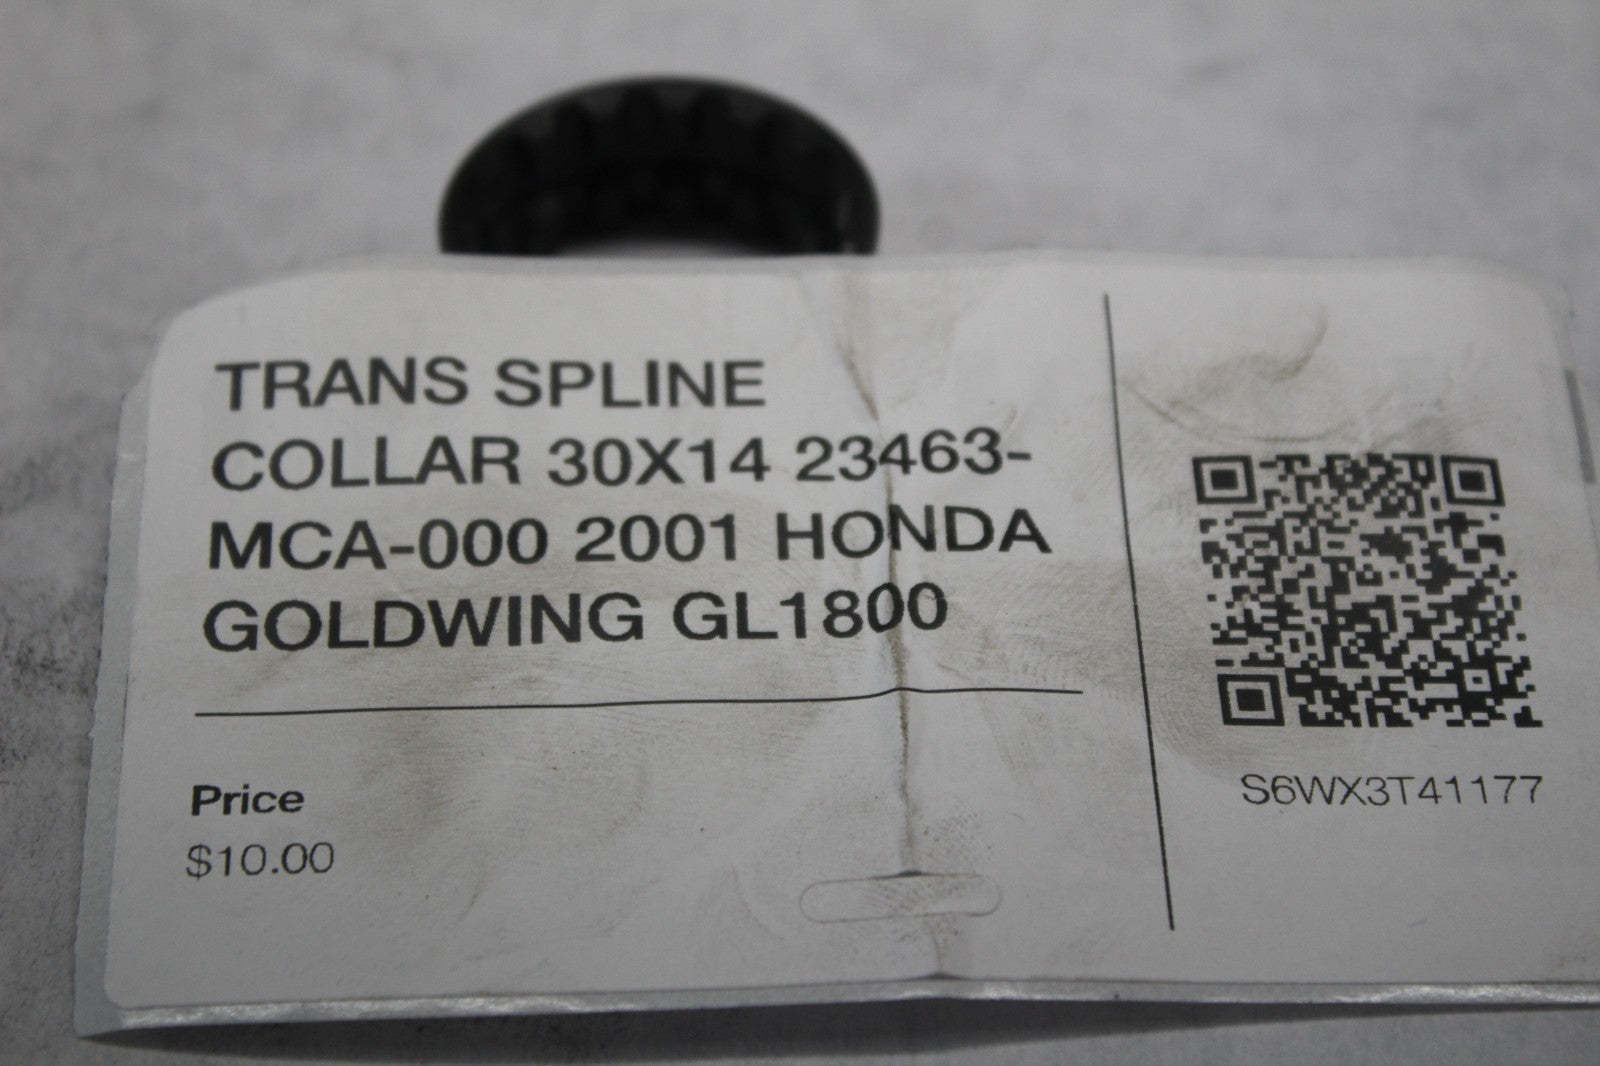 TRANS SPLINE
COLLAR 30X14 23463-
MCA-000 2001 HONDA
GOLDWING GL1800
Price
$10.00
S6WX3T41177